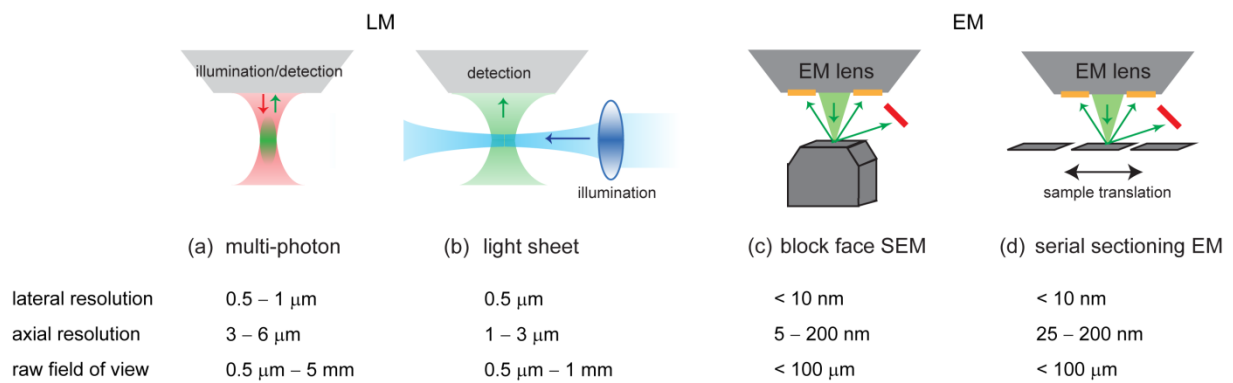 LM
EM
illumination/detection
detection
illumination
EM lens
EM lens
sample translation
(a) multi-photon
(b) light sheet
(c) block face SEM
(d) serial sectioning EM
lateral resolution 0.5 – 1 μm 0.5 μm < 10 nm < 10 nm
axial resolution 3 – 6 μm 1 – 3 μm 5 – 200 nm 25 – 200 nm
raw field of view 0.5 μm – 5 mm 0.5 μm – 1 mm < 100 μm < 100 μm